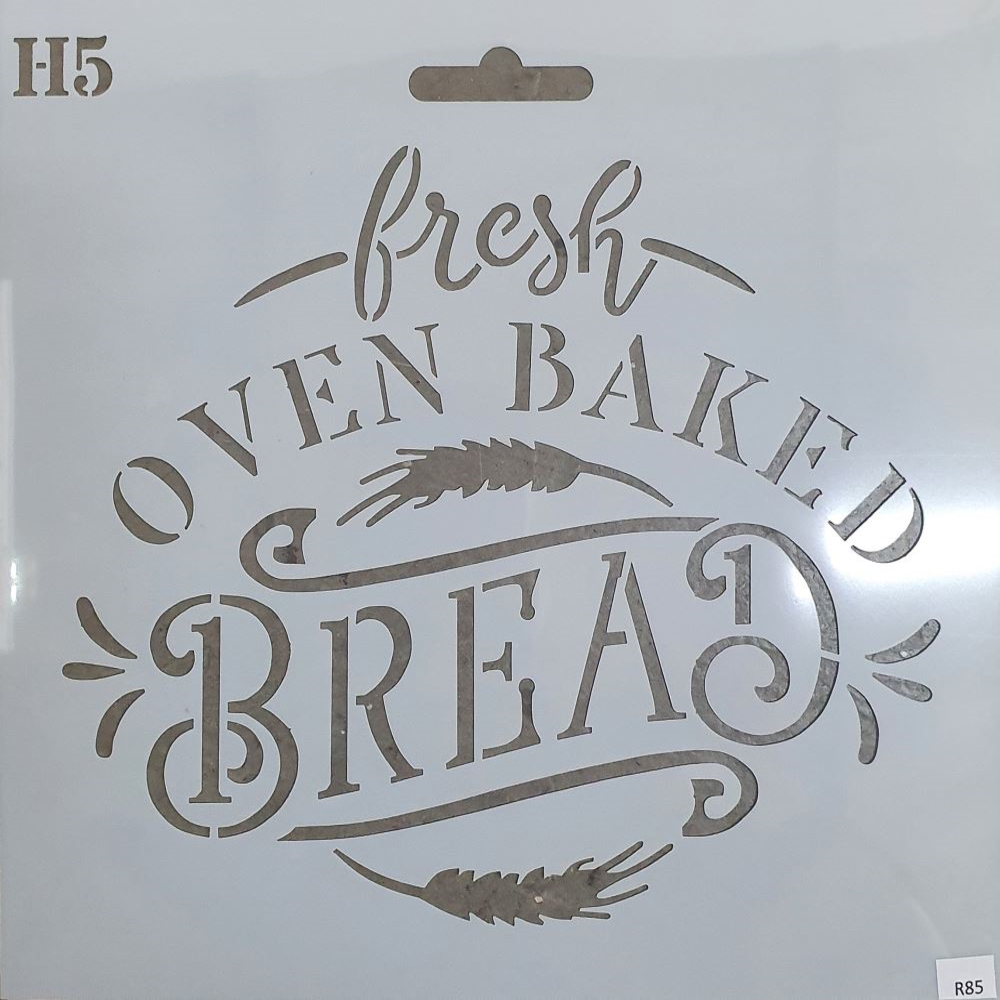 H5
fresh
OVEN BAKED
BREAD
R85